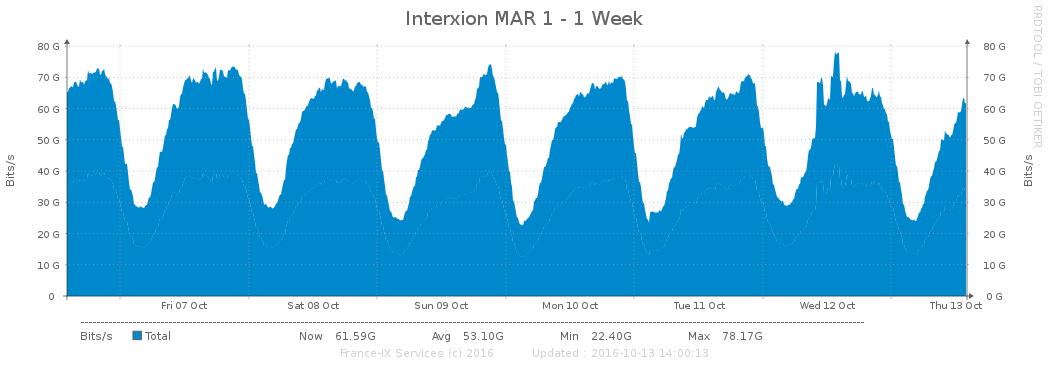 Interxion MAR 1 - 1 Week
RRDTOOL / TOBI OETIKER
80 G 80 G
70 G 70 G
60 G 60 G
50 G 50 G
40 G 40 G
30 G 30 G
20 G 20 G
10 G 10 G
0 0 G
Bits/s
Bits/s
Fri 07 Oct Sat 08 Oct Sun 09 Oct Mon 10 Oct Tue 11 Oct Wed 12 Oct Thu 13 Oct
Bits/s Total Now 61.59G Avg 53.10G Min 22.40G Max 78.17G
France-IX Services (c) 2016 Updated : 2016-10-13 14:00:13